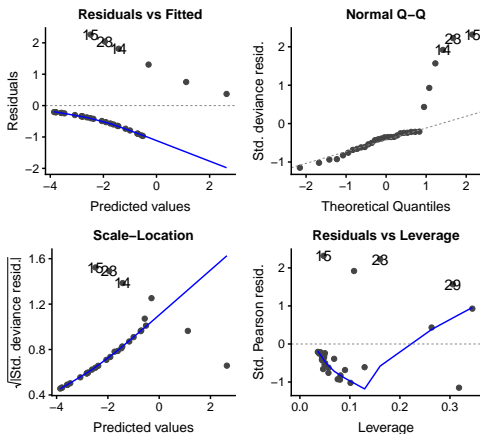 Residuals vs Fitted
Residuals
2
1
0
−1
−2
15
28
14
−4 −2 0 2
Predicted values
Normal Q−Q
Std. deviance resid.
2
1
0
−1
15
28
14
−2 −1 0 1 2
Theoretical Quantiles
Scale−Location
√|Std. deviance resid.|
1.6
1.2
0.8
0.4
15
28
14
−4 −2 0 2
Predicted values
Residuals vs Leverage
Std. Pearson resid.
2
1
0
−1
15
28
29
0.0 0.1 0.2 0.3
Leverage